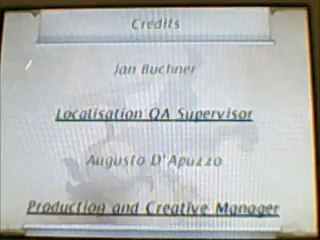 Credits
Jan Buchner
Localisation QA Supervisor
Augusto D'Apuzzo
Production and Creative Manager